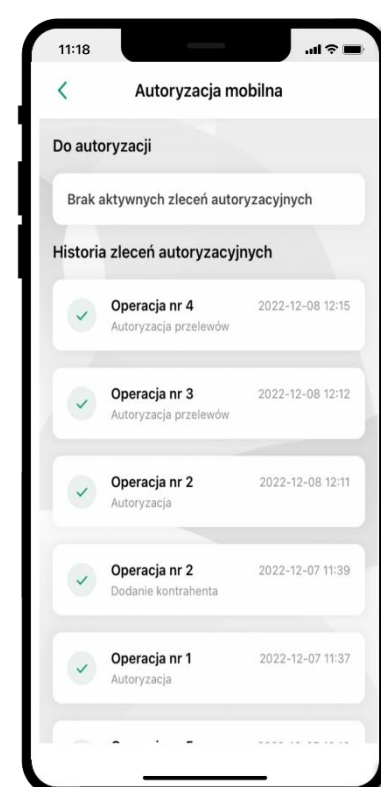 11:18
Autoryzacja mobilna
Do autoryzacji
Brak aktywnych zleceń autoryzacyjnych
Historia zleceń autoryzacyjnych
Operacja nr 4 2022-12-08 12:15
Autoryzacja przelewów
Operacja nr 3 2022-12-08 12:12
Autoryzacja przelewów
Operacja nr 2 2022-12-08 12:11
Autoryzacja
Operacja nr 2 2022-12-07 11:39
Dodanie kontrahenta
Operacja nr 1 2022-12-07 11:37
Autoryzacja